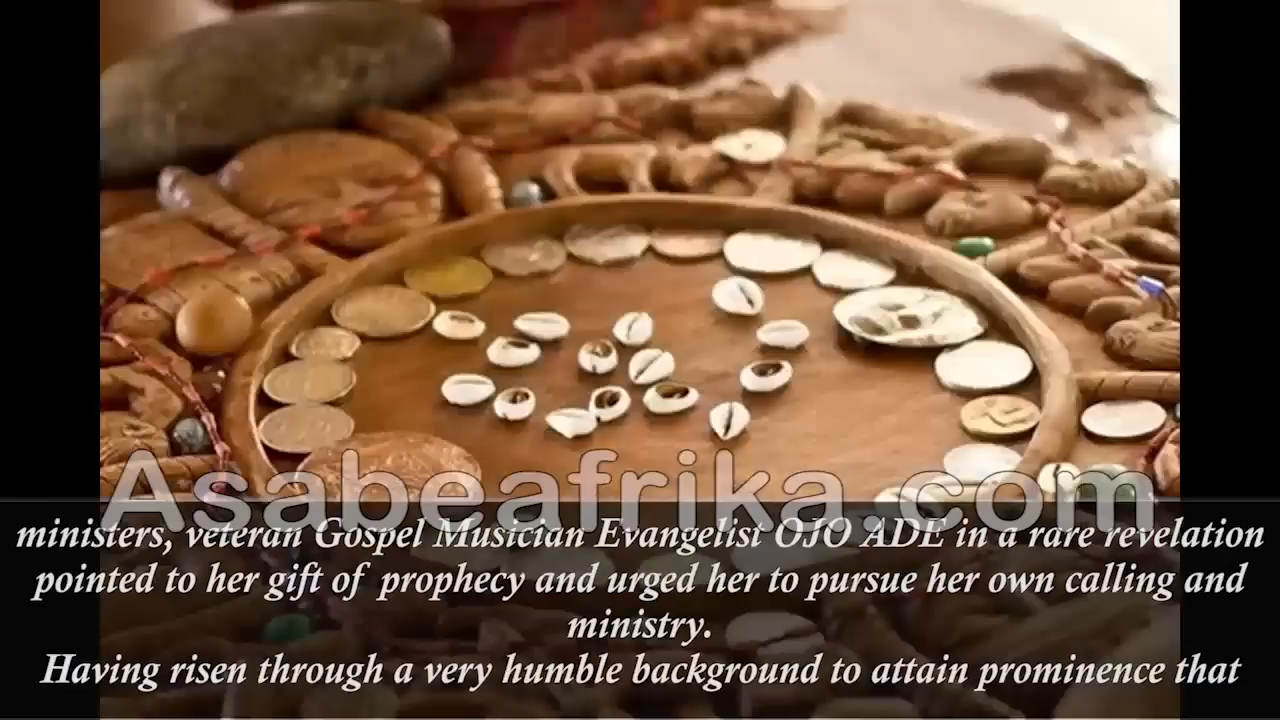 Asabeafrika.com
ministers, veteran Gospel Musician Evangelist OJO ADE in a rare revelation
pointed to her gift of prophecy and urged her to pursue her own calling and
ministry.
Having risen through a very humble background to attain prominence that